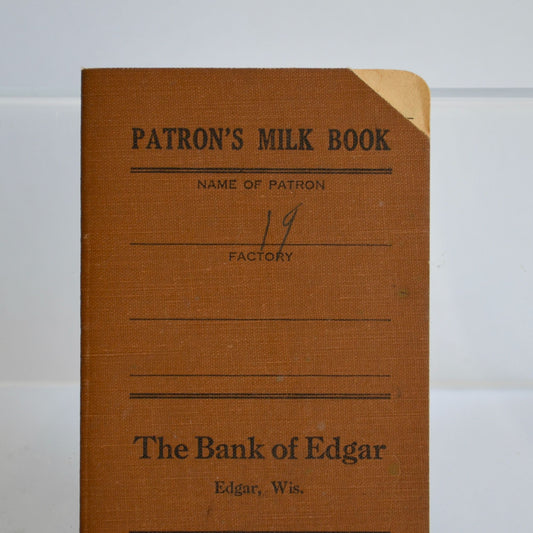 PATRON'S MILK BOOK
NAME OF PATRON
19
FACTORY
The Bank of Edgar
Edgar, Wis.